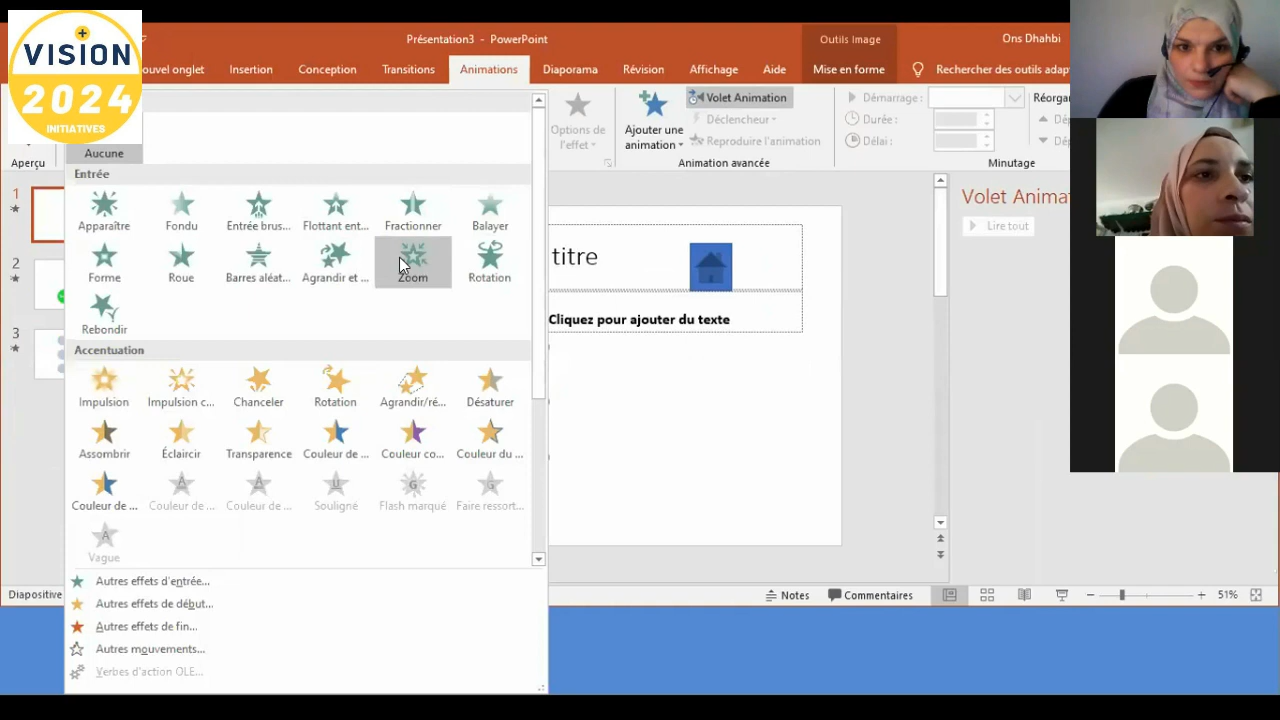 VISION
2024
INITIATIVES
Présentation3 - PowerPoint
Outils Image
Ons Dhahbi
ouvel onglet
Insertion
Conception
Transitions
Animations
Diaporama
Révision
Affichage
Aide
Mise en forme
Rechercher des outils adap
Aperçu
Aucune
Options de
l'effet
Ajouter une
animation
Volet Animation
Déclencheur
Reproduire l'animation
Animation avancée
Démarrage :
Durée :
Délai :
Réorga
Dép
Dép
Minutage
Entrée
Apparaître
Fondu
Entrée brus...
Flottant ent...
Fractionner
Balayer
Forme
Roue
Barres aléat...
Agrandir et ...
Zoom
Rotation
Rebondir
Accentuation
Impulsion
Impulsion c...
Chanceler
Rotation
Agrandir/ré...
Désaturer
Assombrir
Éclaircir
Transparence
Couleur de ...
Couleur co...
Couleur du ...
Couleur de ...
Couleur de ...
Couleur de ...
Souligné
Flash marqué
Faire ressort...
Vague
Autres effets d'entrée...
Autres effets de début...
Autres effets de fin...
Autres mouvements...
Verbes d'action OLE...
1
2
3
titre
Cliquez pour ajouter du texte
Volet Animat
Lire tout
Diapositive
Notes
Commentaires
51%